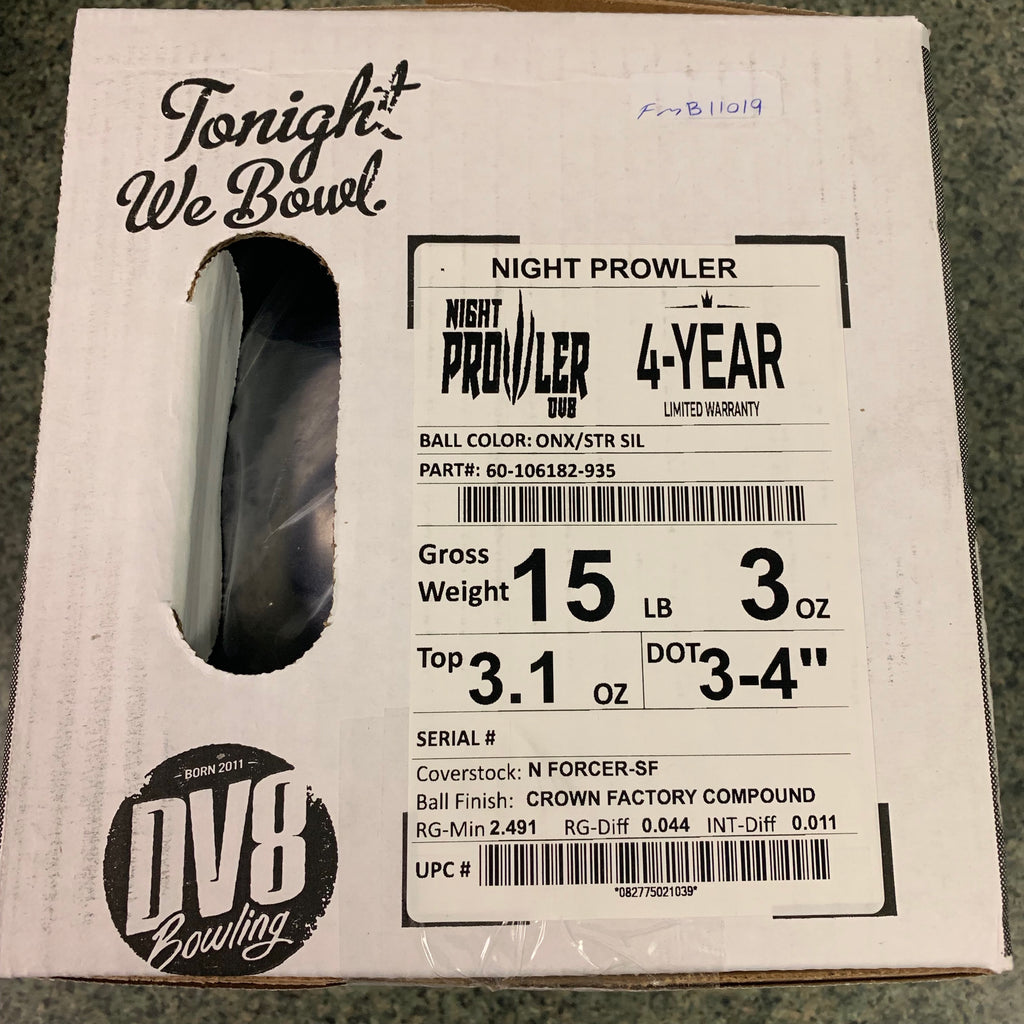 Tonight
We Bowl.
FMB11019
NIGHT PROWLER
NIGHT
PROWLER
DV8
4-YEAR
LIMITED WARRANTY
BALL COLOR: ONX/STR SIL
PART#: 60-106182-935
Gross Weight 15 LB 3 OZ
Top 3.1 OZ DOT 3-4"
SERIAL #
Coverstock: N FORCER-SF
Ball Finish: CROWN FACTORY COMPOUND
RG-Min 2.491 RG-Diff 0.044 INT-Diff 0.011
UPC #
*082775021039*
BORN 2011
DV8
Bowling